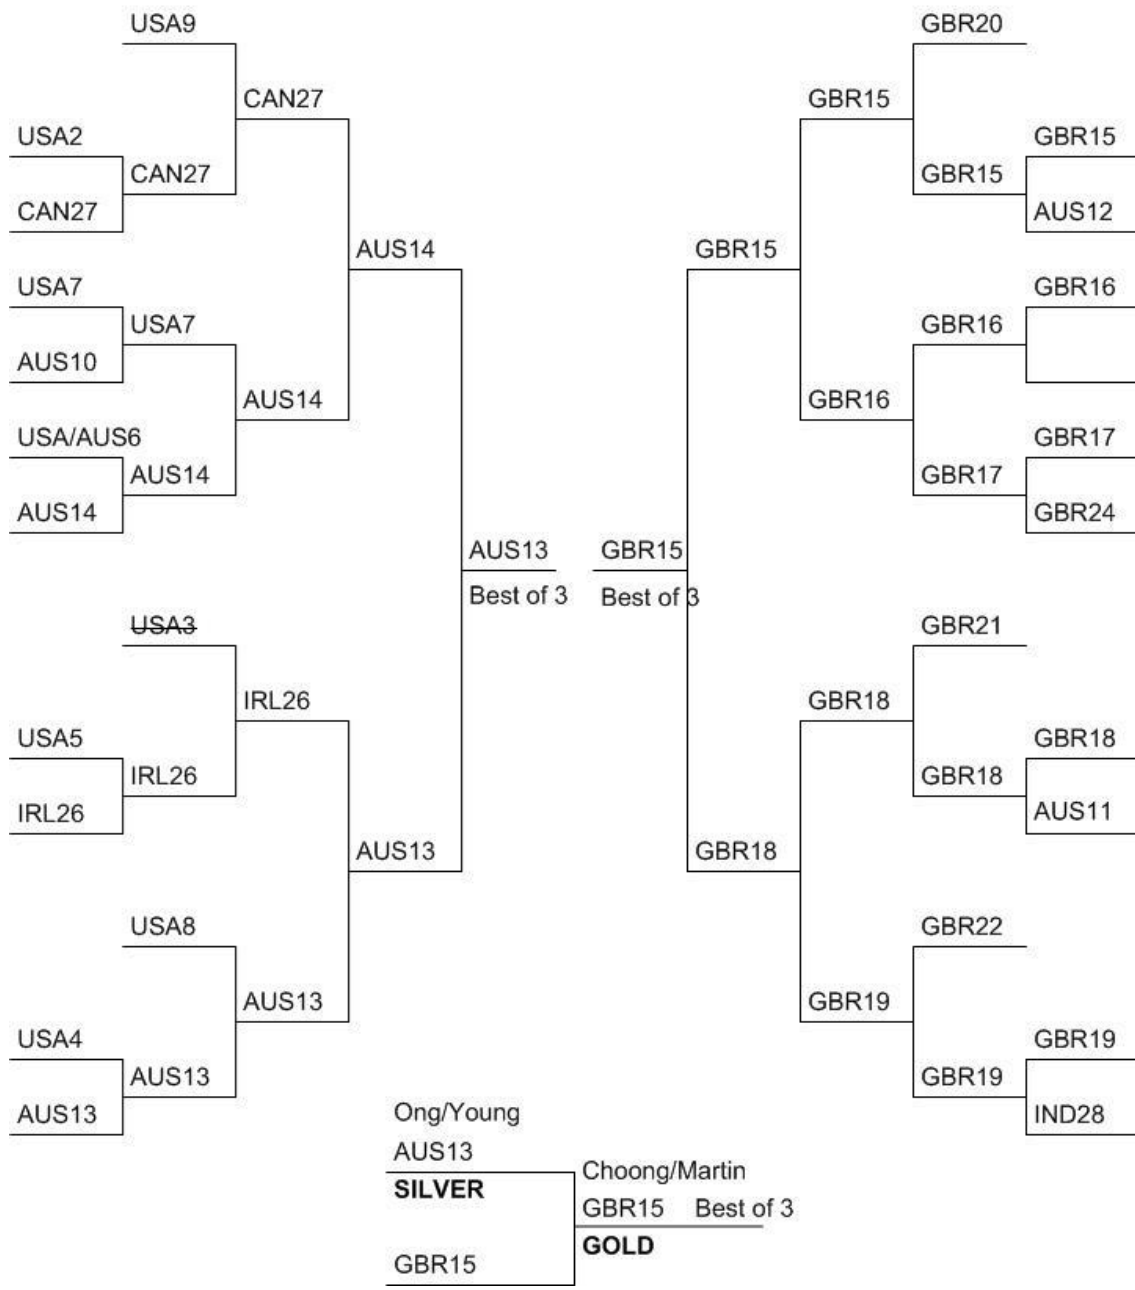 USA9
GBR20
CAN27
GBR15
USA2
GBR15
CAN27
GBR15
CAN27
AUS12
AUS14
GBR15
USA7
GBR16
USA7
GBR16
AUS10
AUS14
GBR16
USA/AUS6
GBR17
AUS14
GBR17
AUS14
GBR24
AUS13
GBR15
Best of 3
Best of 3
USA3
GBR21
IRL26
GBR18
USA5
GBR18
IRL26
GBR18
IRL26
AUS11
AUS13
GBR18
USA8
GBR22
AUS13
GBR19
USA4
GBR19
AUS13
GBR19
AUS13
IND28
Ong/Young
AUS13
SILVER
Choong/Martin
GBR15 Best of 3
GOLD
GBR15